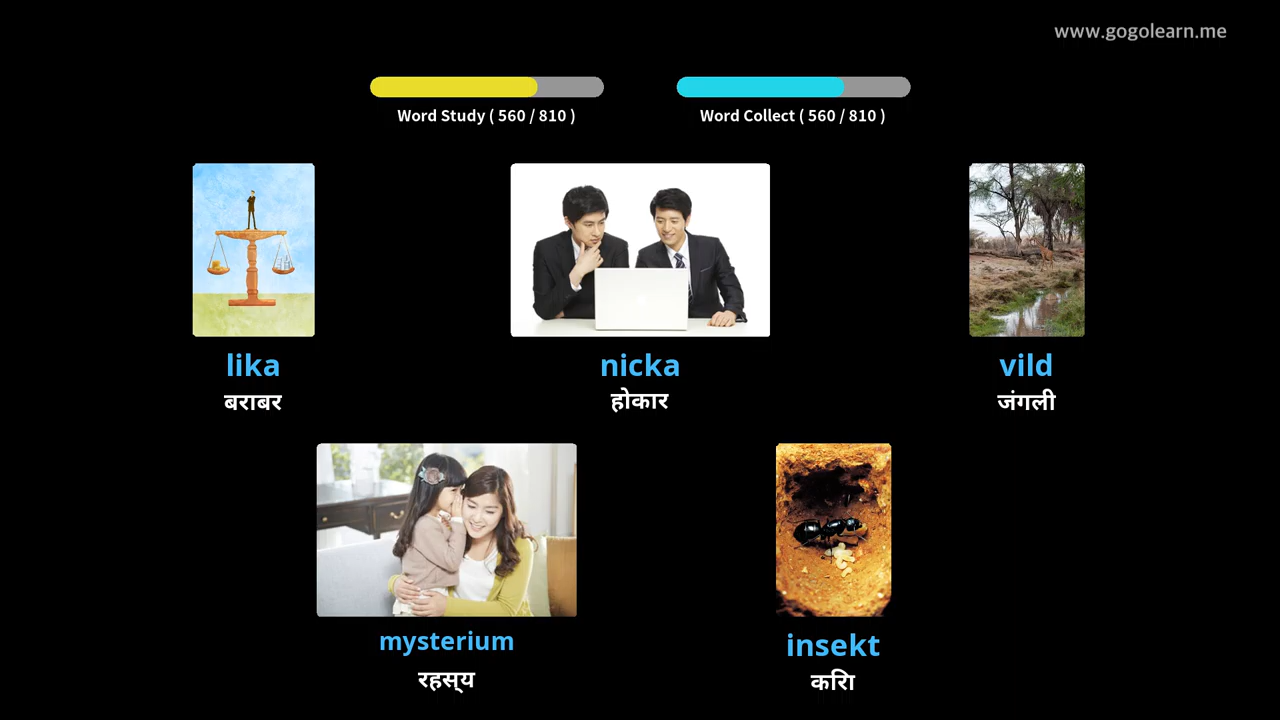 www.gogolearn.me
Word Study ( 560 / 810 )
Word Collect ( 560 / 810 )
lika
बराबर
nicka
होकार
vild
जंगली
mysterium
रहस्य
insekt
करिा